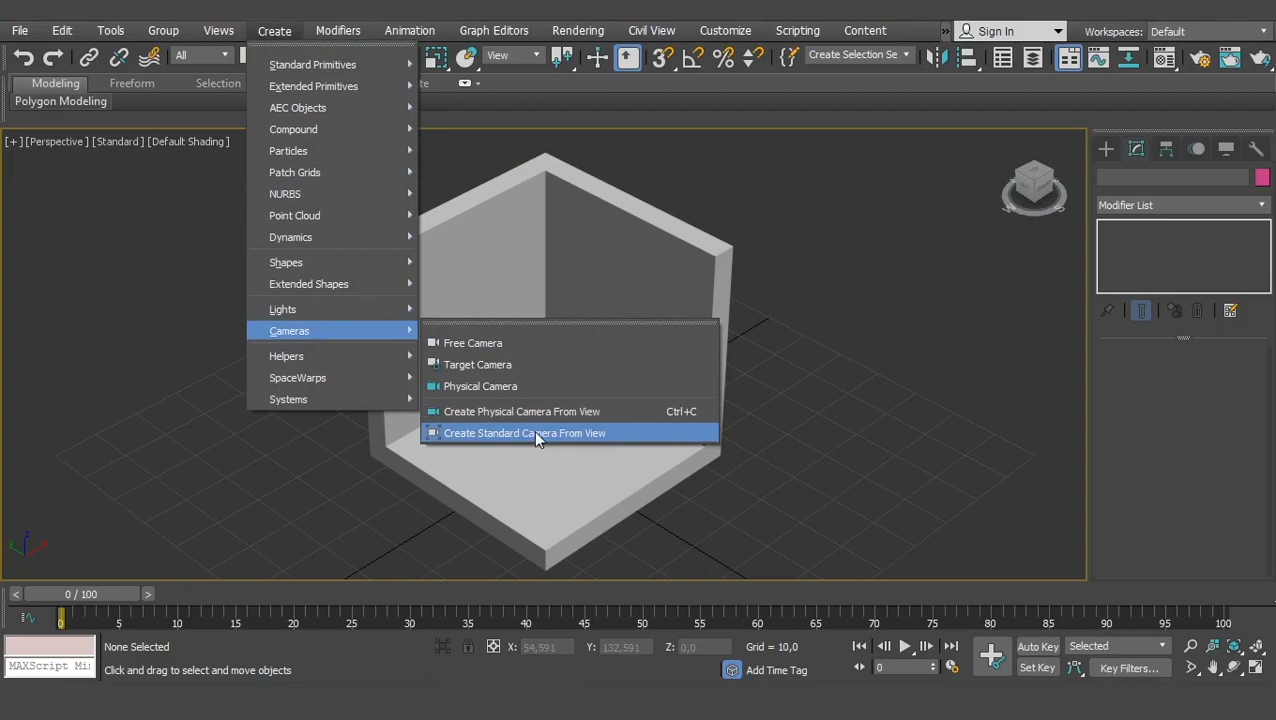 File Edit Tools Group Views Create Modifiers Animation Graph Editors Rendering Civil View Customize Scripting Content » Sign In Workspaces: Default
All View 3 Create Selection Se
Modeling Freeform Selection
Polygon Modeling
[+] [Perspective] [Standard] [Default Shading]
Standard Primitives
Extended Primitives
AEC Objects
Compound
Particles
Patch Grids
NURBS
Point Cloud
Dynamics
Shapes
Extended Shapes
Lights
Cameras
Helpers
SpaceWarps
Systems
Free Camera
Target Camera
Physical Camera
Create Physical Camera From View Ctrl+C
Create Standard Camera From View
Modifier List
< 0 / 100 >
0 5 10 15 20 25 30 35 40 45 50 55 60 65 70 75 80 85 90 95 100
None Selected X: 54,591 Y: 132,591 Z: 0,0 Grid = 10,0 Auto Key Selected
MAXScript Mi Click and drag to select and move objects Add Time Tag 0 Set Key Key Filters...